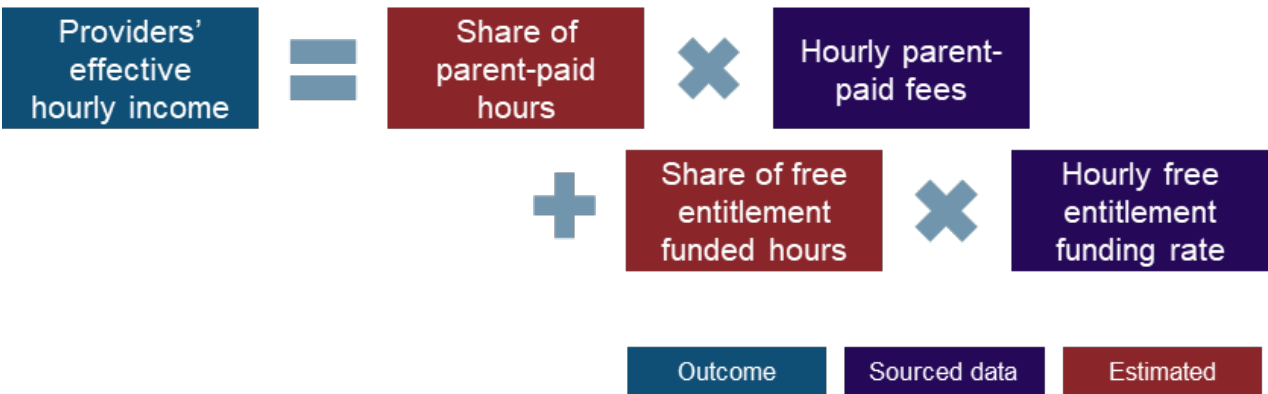 Providers'
effective
hourly income
Share of
parent-paid
hours
Hourly parent-
paid fees
Share of free
entitlement
funded hours
Hourly free
entitlement
funding rate
Outcome
Sourced data
Estimated